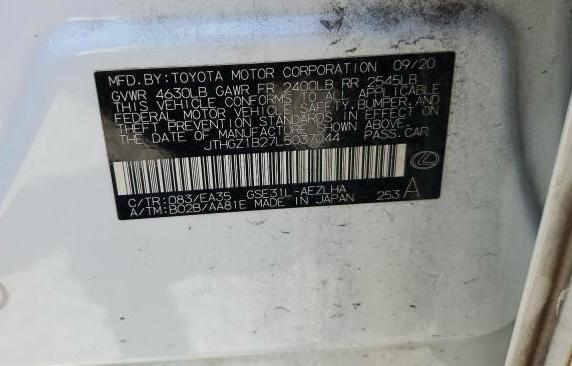 MFD. BY: TOYOTA MOTOR CORPORATION 09/20
GVWR 4630LB GAWR FR 2400LB RR 2545LB
THIS VEHICLE CONFORMS TO ALL APPLICABLE
FEDERAL MOTOR VEHICLE SAFETY, BUMPER, AND
THEFT PREVENTION STANDARDS IN EFFECT ON
THE DATE OF MANUFACTURE SHOWN ABOVE.
JTHGZ1B27L5037044 PASS. CAR
C/TR: 083/EA35 GSE31L-AEZLHA
A/TM: B02B/AA81E MADE IN JAPAN 253 A